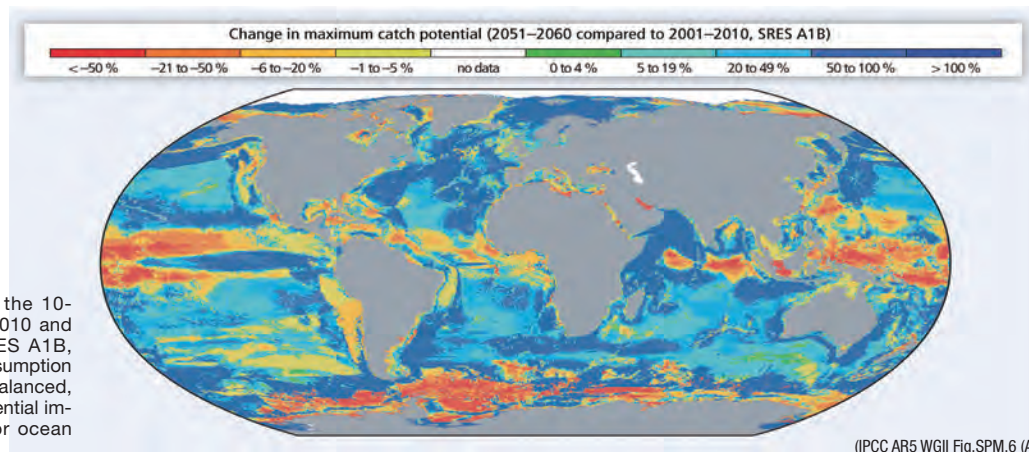 Change in maximum catch potential (2051–2060 compared to 2001–2010, SRES A1B)
< –50 % –21 to –50 % –6 to –20 % –1 to –5 % no data 0 to 4 % 5 to 19 % 20 to 49 % 50 to 100 % > 100 %
the 10-
010 and
ES A1B,
sumption
alanced,
ential im-
or ocean
(IPCC AR5 WGII Fig.SPM.6 (A